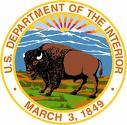 U.S. DEPARTMENT OF THE INTERIOR
MARCH 3, 1849